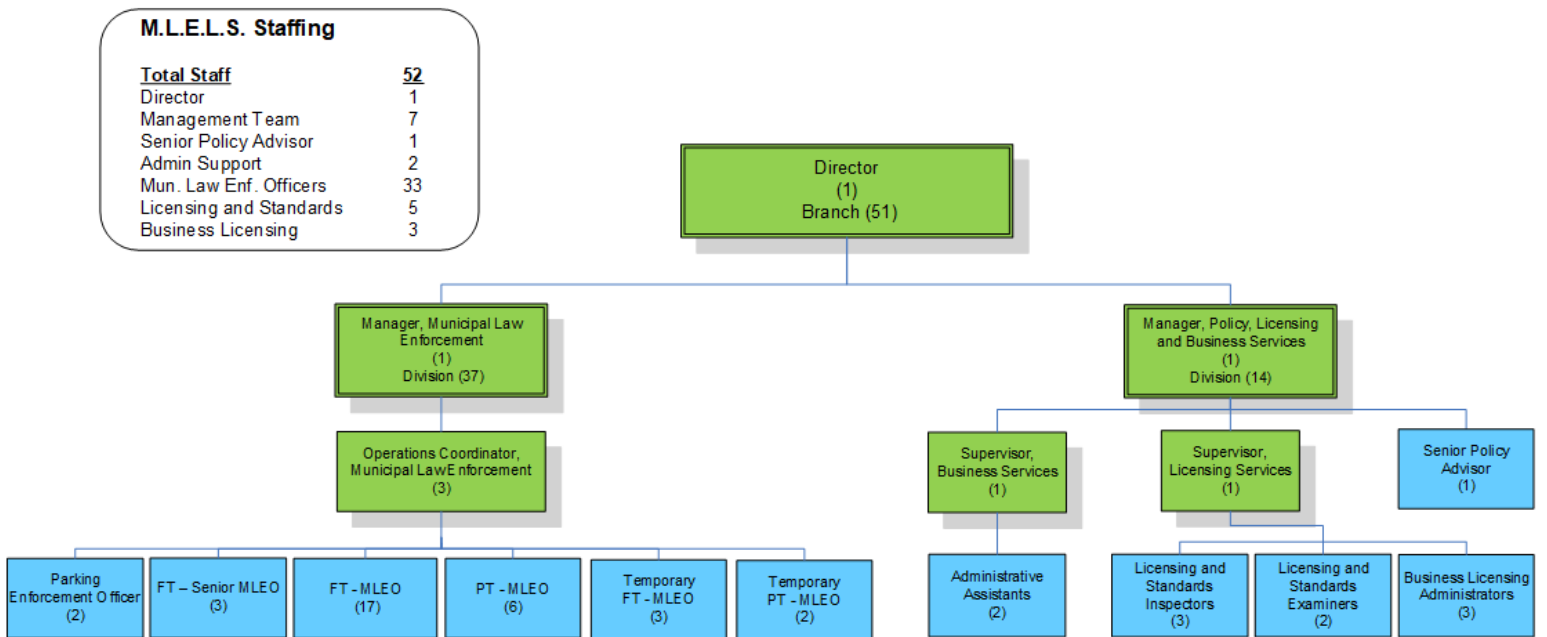 M.L.E.L.S. Staffing
Total Staff 52
Director 1
Management Team 7
Senior Policy Advisor 1
Admin Support 2
Mun. Law Enf. Officers 33
Licensing and Standards 5
Business Licensing 3
Director
(1)
Branch (51)
Manager, Municipal Law
Enforcement
(1)
Division (37)
Manager, Policy, Licensing
and Business Services
(1)
Division (14)
Operations Coordinator,
Municipal Law Enforcement
(3)
Supervisor,
Business Services
(1)
Supervisor,
Licensing Services
(1)
Senior Policy
Advisor
(1)
Parking
Enforcement Officer
(2)
FT – Senior MLEO
(3)
FT - MLEO
(17)
PT - MLEO
(6)
Temporary
FT - MLEO
(3)
Temporary
PT - MLEO
(2)
Administrative
Assistants
(2)
Licensing and
Standards
Inspectors
(3)
Licensing and
Standards
Examiners
(2)
Business Licensing
Administrators
(3)